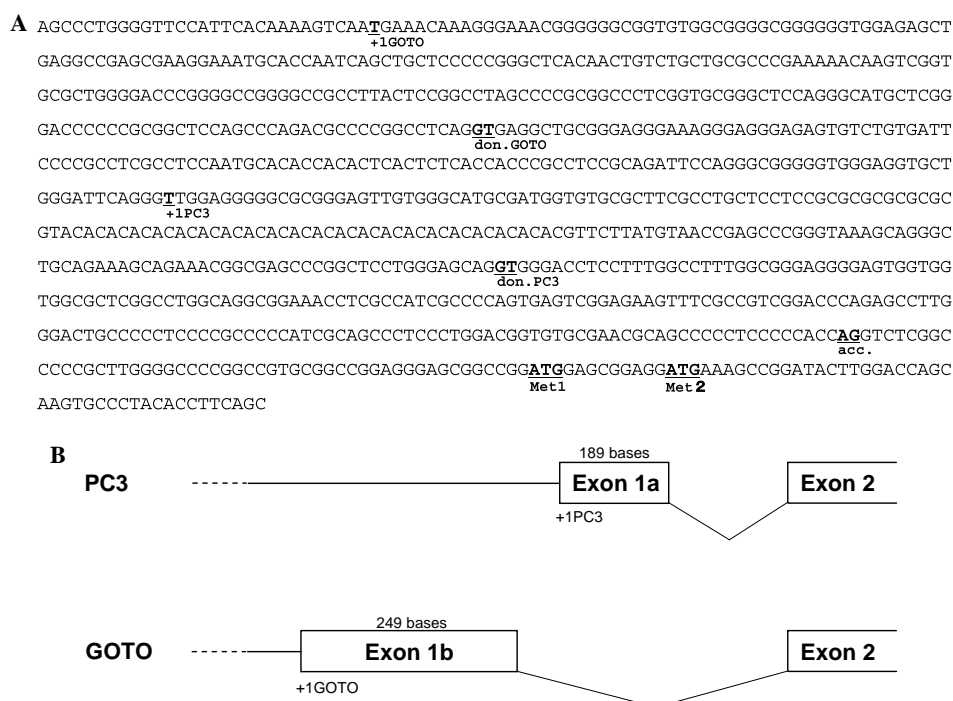 A AGCCCTGGGGTTCCATTCACAAAAGTCAATGAAACAAAGGGAAACGGGGGGCGGTGTGGCGGGGCGGGGGGTGGAGAGCT
+1GOTO
GAGGCCGAGCGAAGGAAATGCACCAATCAGCTGCTCCCCCGGGCTCACAACTGTCTGCTGCGCCCGAAAAACAAGTCGGT
GCGCTGGGGACCCGGGGCCGGGGCCGCCTTACTCCGGCCTAGCCCCGCGGCCCTCGGTGCGGGCTCCAGGGCATGCTCGG
GACCCCCCGCGGCTCCAGCCCAGACGCCCCGGCCTCAGGTGAGGCTGCGGGAGGGAAAGGGAGGGAGAGTGTCTGTGATT
don.GOTO
CCCCGCCTCGCCTCCAATGCACACCACACTCACTCTCACCACCCGCCTCCGCAGATTCCAGGGCGGGGGTGGGAGGTGCT
GGGATTCAGGGTTGGAGGGGGCGCGGGAGTTGTGGGCATGCGATGGTGTGCGCTTCGCCTGCTCCTCCGCGCGCGCGCGC
+1PC3
GTACACACACACACACACACACACACACACACACACACACACACACGTTCTTATGTAACCGAGCCCGGGTAAAGCAGGGC
TGCAGAAAGCAGAAACGGCGAGCCCGGCTCCTGGGAGCAGGTGGGACCTCCTTTGGCCTTTGGCGGGAGGGGAGTGGTGG
don.PC3
TGGCGCTCGGCCTGGCAGGCGGAAACCTCGCCATCGCCCCAGTGAGTCGGAGAAGTTTCGCCGTCGGACCCAGAGCCTTG
GGACTGCCCCCTCCCCGCCCCCATCGCAGCCCTCCCTGGACGGTGTGCGAACGCAGCCCCCTCCCCCACCAGGTCTCGGC
acc.
CCCCGCTTGGGGCCCCGGCCGTGCGGCCGGAGGGAGCGGCCGGATGGAGCGGAGGATGAAAGCCGGATACTTGGACCAGC
Met1 Met2
AAGTGCCCTACACCTTCAGC
B
189 bases
PC3 Exon 1a Exon 2
+1PC3
249 bases
GOTO Exon 1b Exon 2
+1GOTO